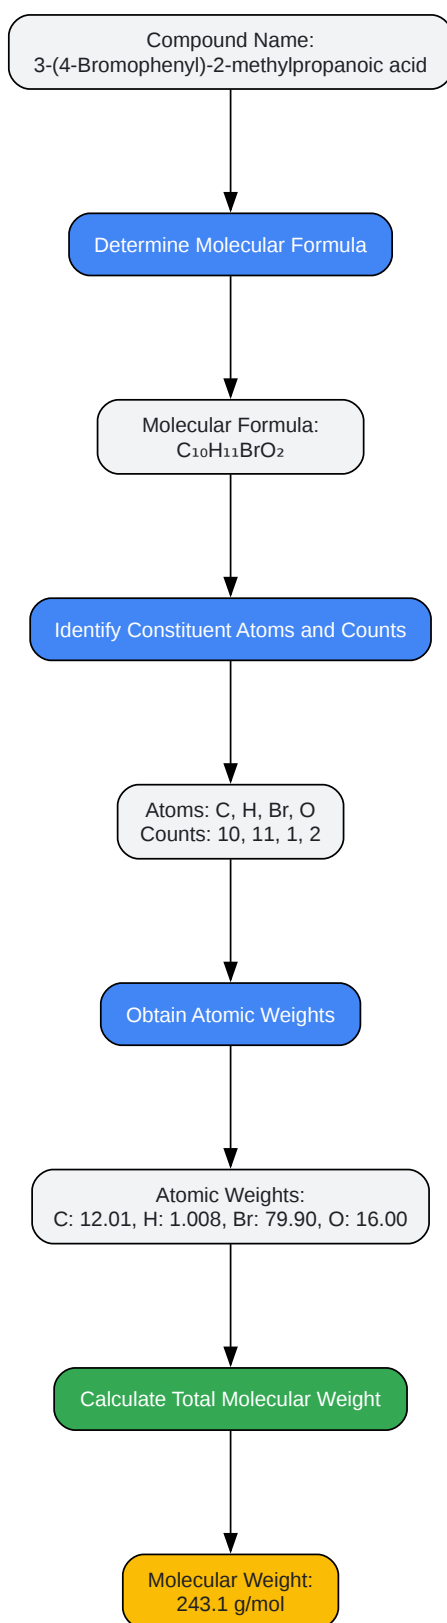 Compound Name:
3-(4-Bromophenyl)-2-methylpropanoic acid
Determine Molecular Formula
Molecular Formula:
C₁₀H₁₁BrO₂
Identify Constituent Atoms and Counts
Atoms: C, H, Br, O
Counts: 10, 11, 1, 2
Obtain Atomic Weights
Atomic Weights:
C: 12.01, H: 1.008, Br: 79.90, O: 16.00
Calculate Total Molecular Weight
Molecular Weight:
243.1 g/mol